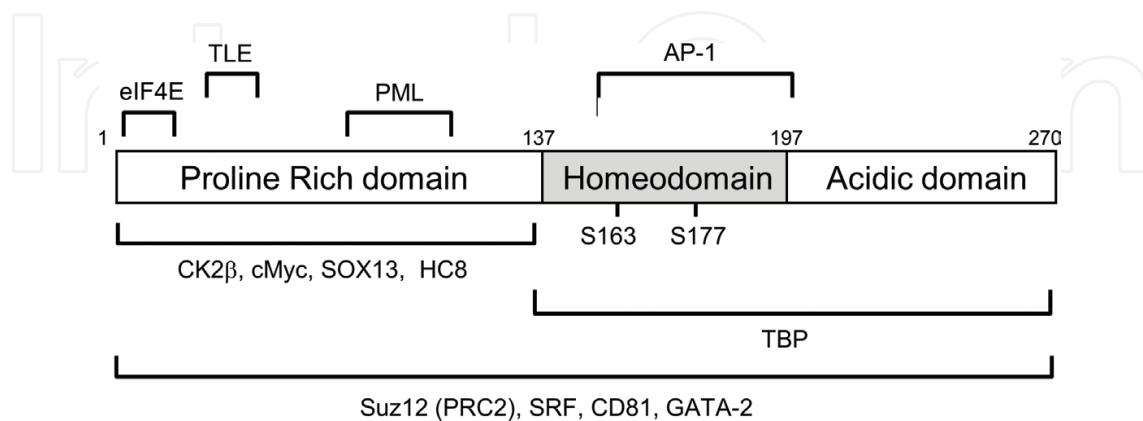 TLE
AP-1
eIF4E
PML
1
137
197
270
Proline Rich domain
Homeodomain
Acidic domain
S163
S177
CK2β, cMyc, SOX13, HC8
TBP
Suz12 (PRC2), SRF, CD81, GATA-2